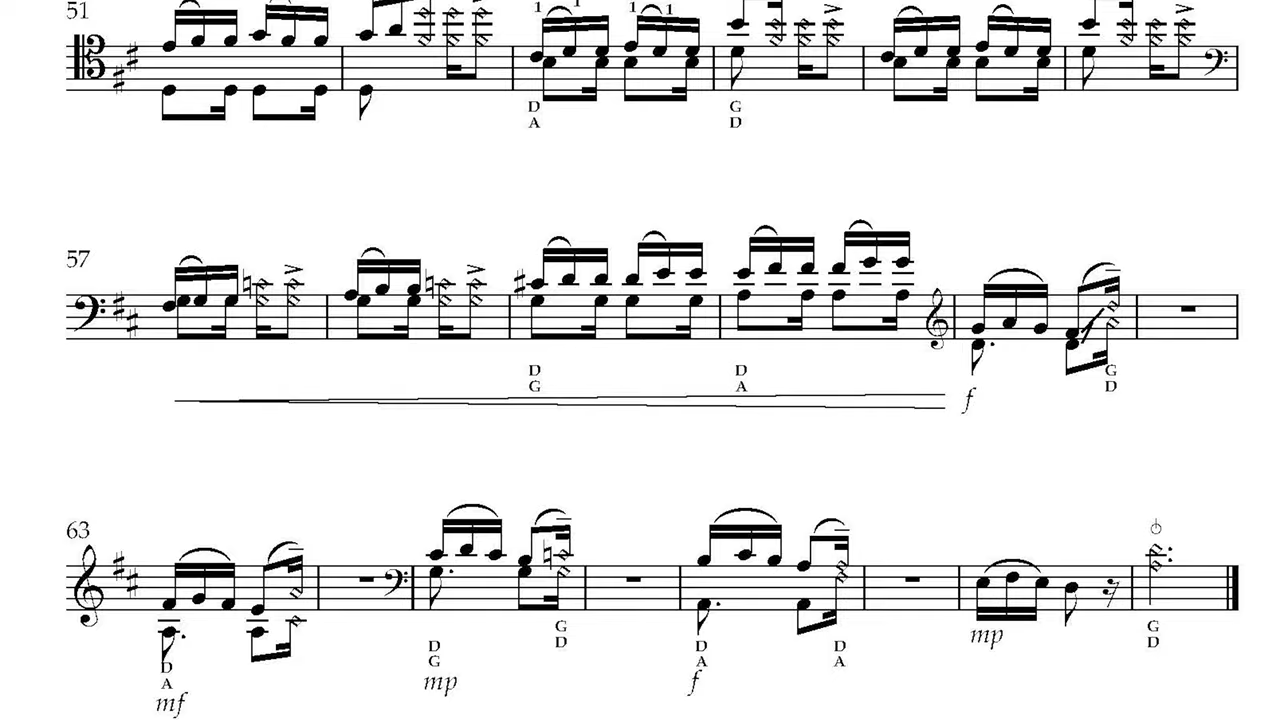 51
1 1 1 1
D G
A D
57
D D G
G A D
f
63
G G
D D D D D
A G A A
mf mp f mp